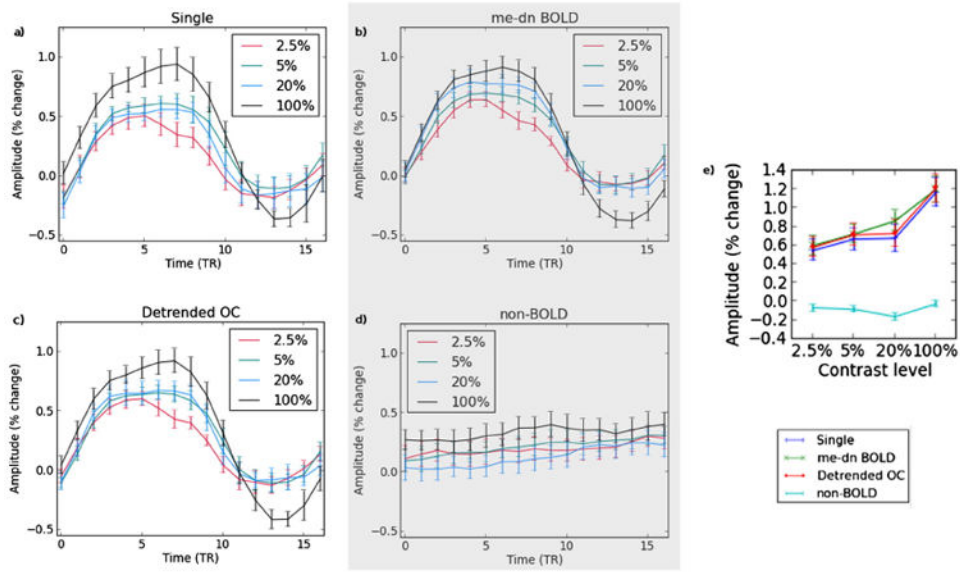 a)
Single
2.5%
5%
20%
100%
Amplitude (% change)
1.0
0.5
0.0
−0.5
0
5
10
15
Time (TR)
b)
me-dn BOLD
2.5%
5%
20%
100%
Amplitude (% change)
1.0
0.5
0.0
−0.5
0
5
10
15
Time (TR)
c)
Detrended OC
2.5%
5%
20%
100%
Amplitude (% change)
1.0
0.5
0.0
−0.5
0
5
10
15
Time (TR)
d)
non-BOLD
2.5%
5%
20%
100%
Amplitude (% change)
1.0
0.5
0.0
−0.5
0
5
10
15
Time (TR)
e)
Amplitude (% change)
1.4
1.2
1.0
0.8
0.6
0.4
0.2
0.0
−0.2
−0.4
2.5% 5% 20% 100%
Contrast level
Single
me-dn BOLD
Detrended OC
non-BOLD